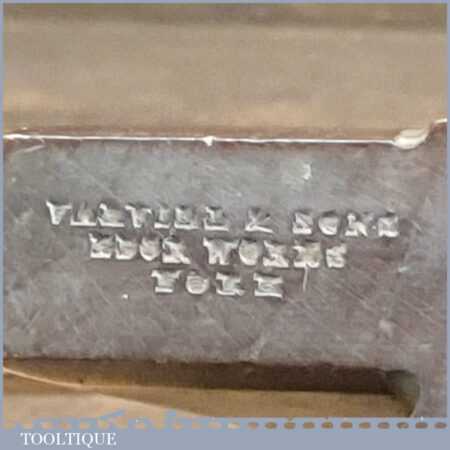 VARVILL & SONS
EBOR WORKS
YORK
TOOLTIQUE